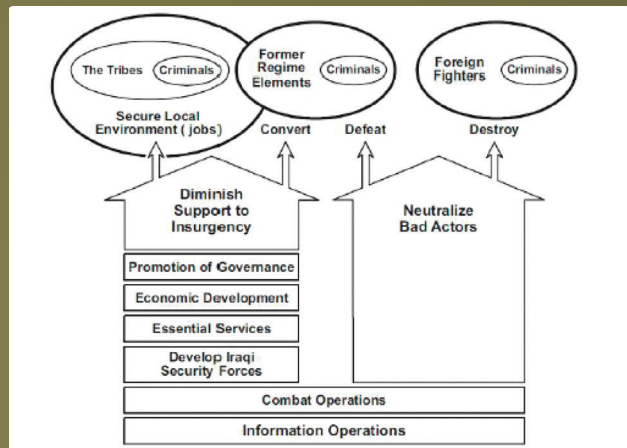 The Tribes
Criminals
Secure Local
Environment ( jobs )
Former
Regime
Elements
Criminals
Foreign
Fighters
Criminals
Convert
Defeat
Destroy
Diminish
Support to
Insurgency
Neutralize
Bad Actors
Promotion of Governance
Economic Development
Essential Services
Develop Iraqi
Security Forces
Combat Operations
Information Operations